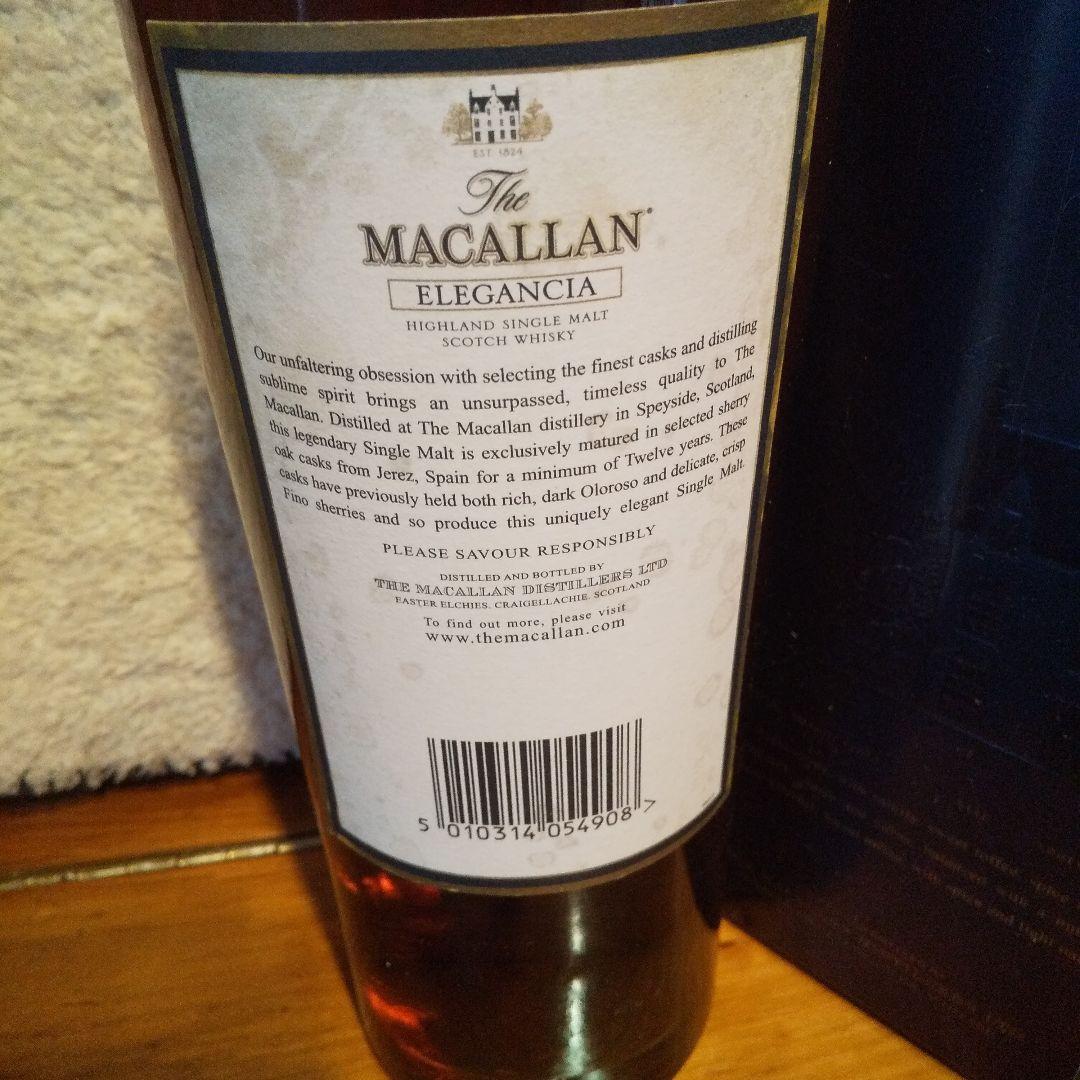 EST. 1824
The
MACALLAN
ELEGANCIA
HIGHLAND SINGLE MALT
SCOTCH WHISKY
Our unfaltering obsession with selecting the finest casks and distilling
sublime spirit brings an unsurpassed, timeless quality to The
Macallan. Distilled at The Macallan distillery in Speyside, Scotland,
this legendary Single Malt is exclusively matured in selected sherry
oak casks from Jerez, Spain for a minimum of Twelve years. These
casks have previously held both rich, dark Oloroso and delicate, crisp
Fino sherries and so produce this uniquely elegant Single Malt.
PLEASE SAVOUR RESPONSIBLY
DISTILLED AND BOTTLED BY
THE MACALLAN DISTILLERS LTD
EASTER ELCHIES, CRAIGELLACHIE, SCOTLAND
To find out more, please visit
www.themacallan.com
5 010314 054908 >